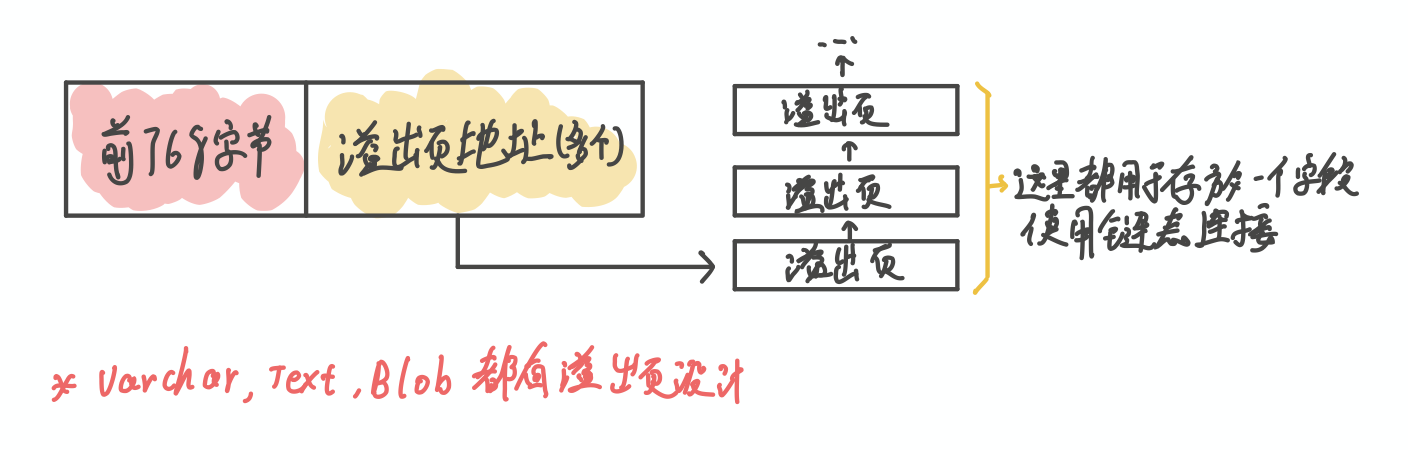 前768字节
溢出页地址(多个)
...
溢出页
溢出页
溢出页
这里都用于存放一个字段
使用链表连接
* Varchar, Text, Blob 都有溢出页设计